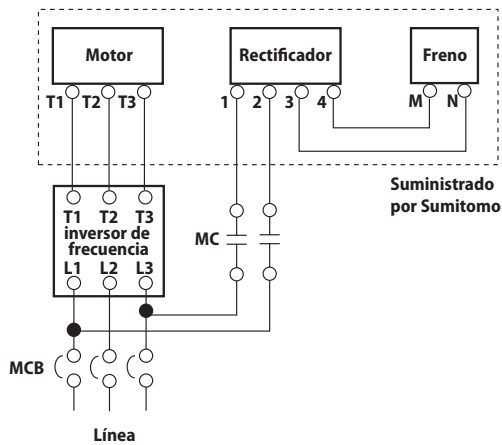 Motor Rectificador Freno
T1 T2 T3 1 2 3 4 M N
Suministrado
por Sumitomo
T1 T2 T3
inversor de
frecuencia
L1 L2 L3
MC
MCB
Línea